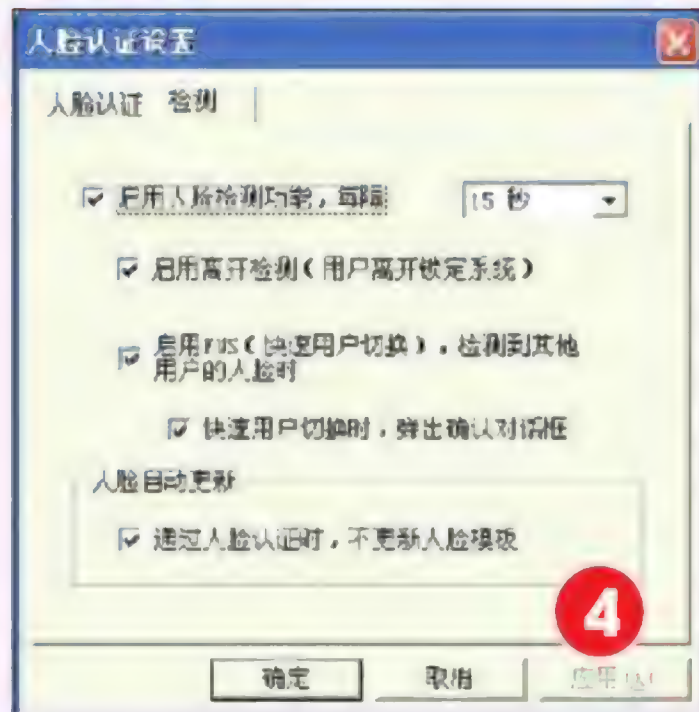 人脸认证设置
人脸认证 检测
启用人脸检测功能，每隔 15 秒
启用离开检测（用户离开锁定系统）
启用FUS（快速用户切换），检测到其他
用户的人脸时
快速用户切换时，弹出确认对话框
人脸自动更新
通过人脸认证时，不更新人脸模板
4
确定 取消 应用(A)